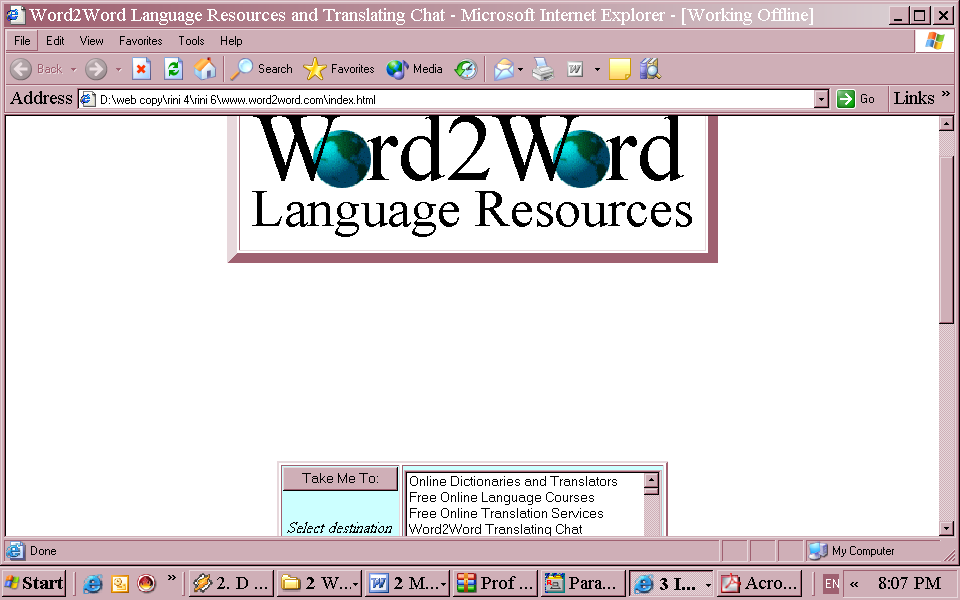 Word2Word Language Resources and Translating Chat - Microsoft Internet Explorer - [Working Offline]
File Edit View Favorites Tools Help
Back Search Favorites Media
Address D:\web copy\rini 4\rini 6\www.word2word.com\index.html Go Links »
Word2Word
Language Resources
Take Me To:
Select destination
Online Dictionaries and Translators
Free Online Language Courses
Free Online Translation Services
Word2Word Translating Chat
Done My Computer
Start » 2. D ... 2 W... 2 M... Prof ... Para... 3 I... Acro... EN « 8:07 PM